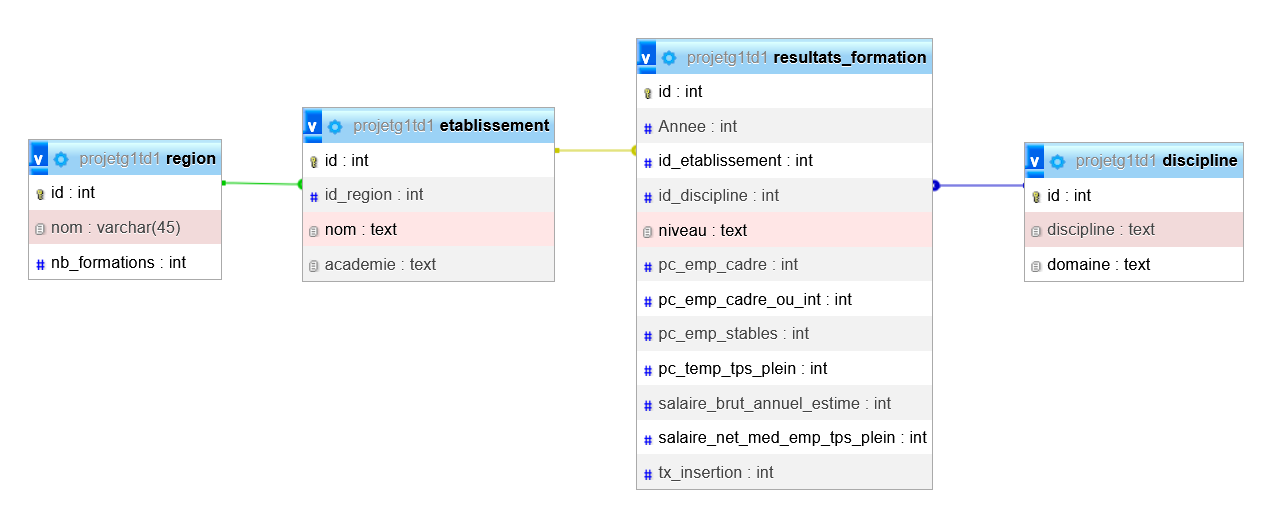 v projetg1td1 region
id : int
nom : varchar(45)
# nb_formations : int
v projetg1td1 etablissement
id : int
# id_region : int
nom : text
academie : text
v projetg1td1 resultats_formation
id : int
# Annee : int
# id_etablissement : int
# id_discipline : int
niveau : text
# pc_emp_cadre : int
# pc_emp_cadre_ou_int : int
# pc_emp_stables : int
# pc_temp_tps_plein : int
# salaire_brut_annuel_estime : int
# salaire_net_med_emp_tps_plein : int
# tx_insertion : int
v projetg1td1 discipline
id : int
discipline : text
domaine : text